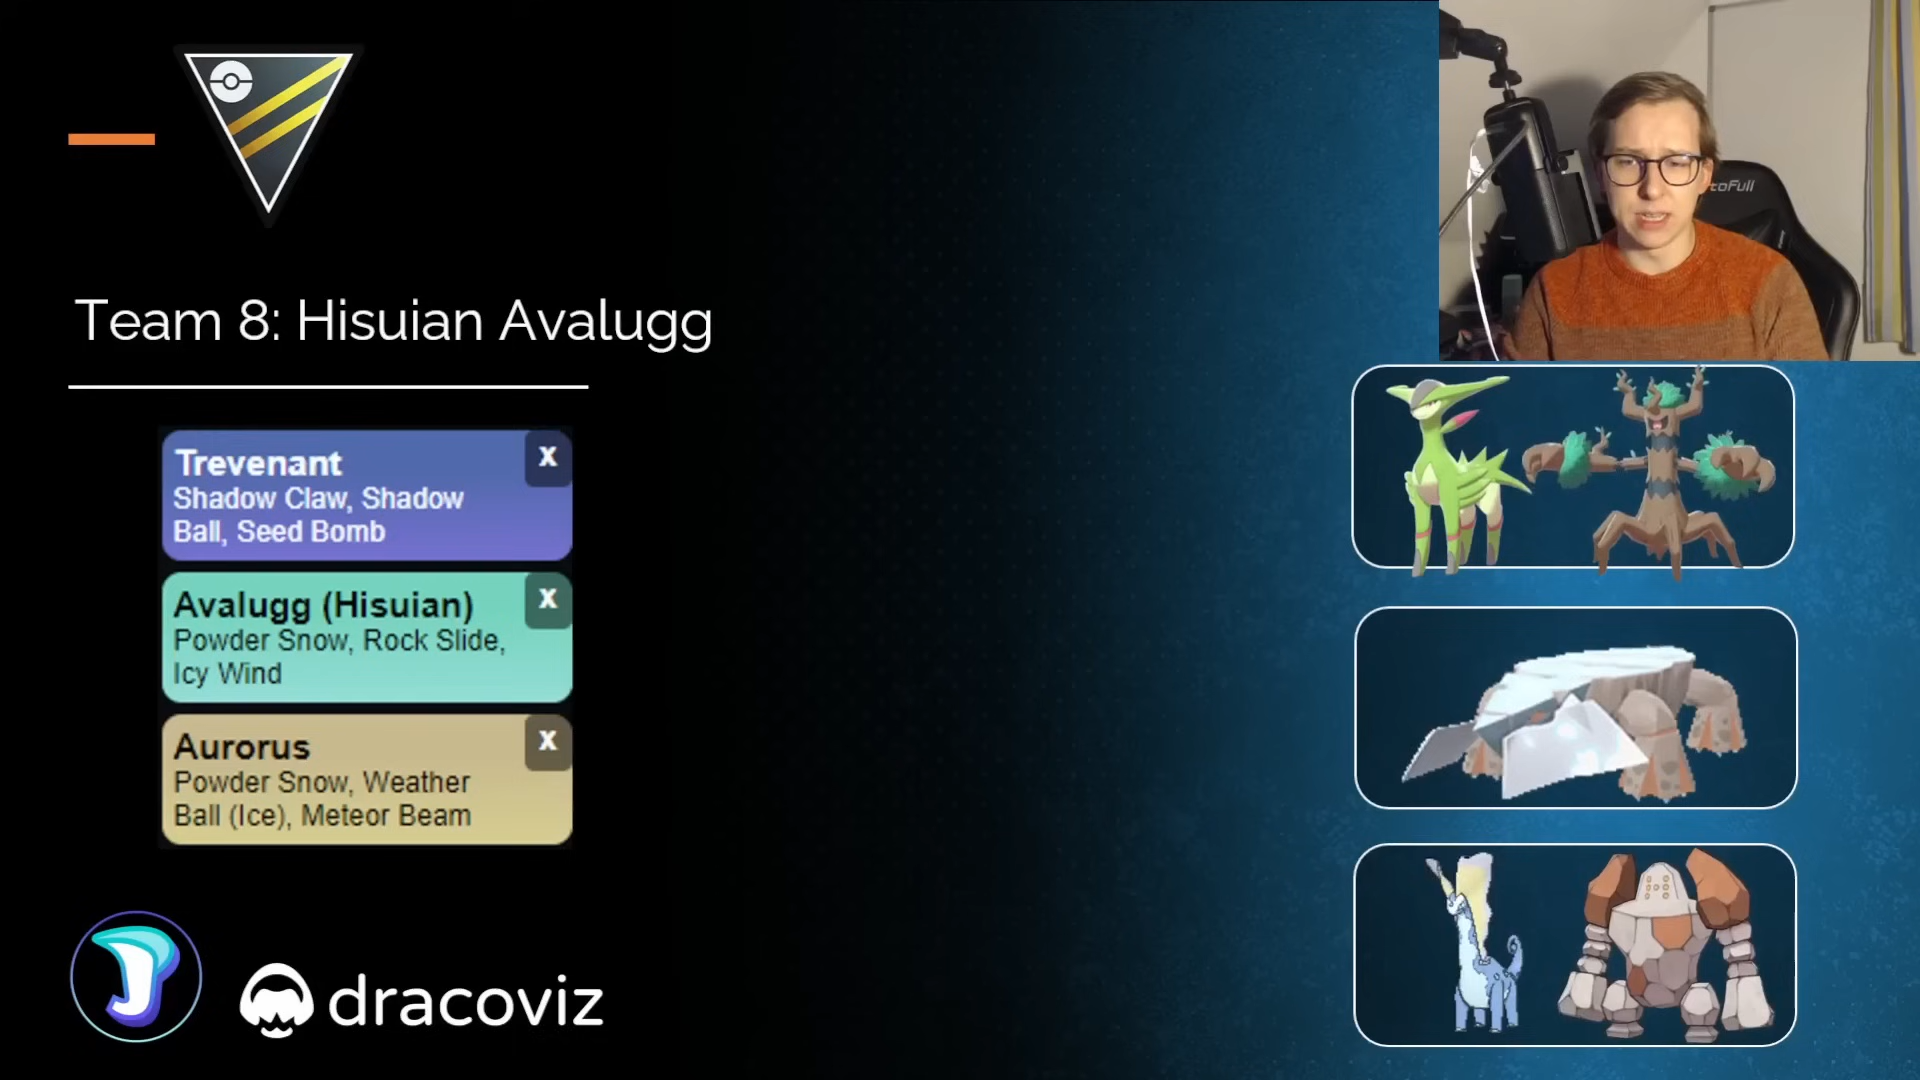 Team 8: Hisuian Avalugg
Trevenant
X
Shadow Claw, Shadow
Ball, Seed Bomb
Avalugg (Hisuian)
X
Powder Snow, Rock Slide,
Icy Wind
Aurorus
X
Powder Snow, Weather
Ball (Ice), Meteor Beam
dracoviz